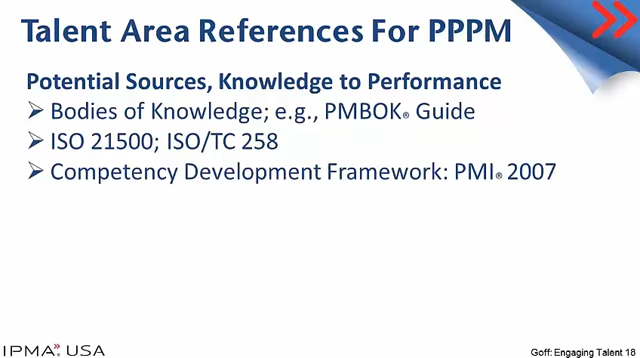 Talent Area References For PPPM
Potential Sources, Knowledge to Performance
➢ Bodies of Knowledge; e.g., PMBOK® Guide
➢ ISO 21500; ISO/TC 258
➢ Competency Development Framework: PMI® 2007
IPMA USA
Goff: Engaging Talent 18